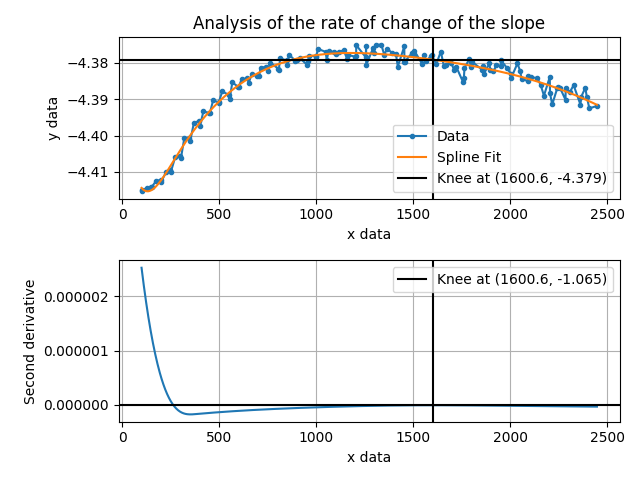 Analysis of the rate of change of the slope
−4.38
−4.39
−4.40
−4.41
y data
Data
Spline Fit
Knee at (1600.6, -4.379)
0 500 1000 1500 2000 2500
x data
0.000002
0.000001
0.000000
Second derivative
Knee at (1600.6, -1.065)
0 500 1000 1500 2000 2500
x data